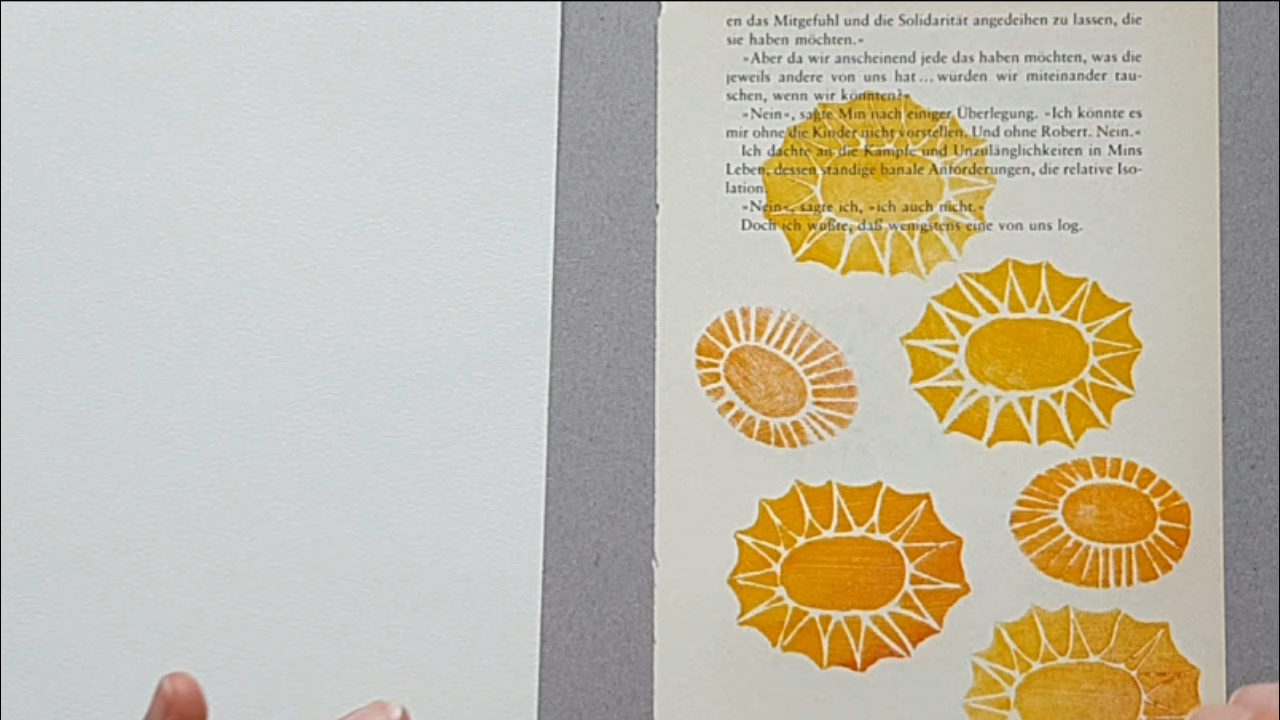 en das Mitgefühl und die Solidarität angedeihen zu lassen, die
sie haben möchten.«
»Aber da wir anscheinend jede das haben möchten, was die
jeweils andere von uns hat ... würden wir miteinander tau-
schen, wenn wir könnten?«
»Nein«, sagte Min nach einiger Überlegung. »Ich könnte es
mir ohne die Kinder nicht vorstellen. Und ohne Robert. Nein.«
Ich dachte an die Kämpfe und Unzulänglichkeiten in Mins
Leben, dessen ständige banale Anforderungen, die relative Iso-
lation.
»Nein«, sagte ich, »ich auch nicht.«
Doch ich wußte, daß wenigstens eine von uns log.